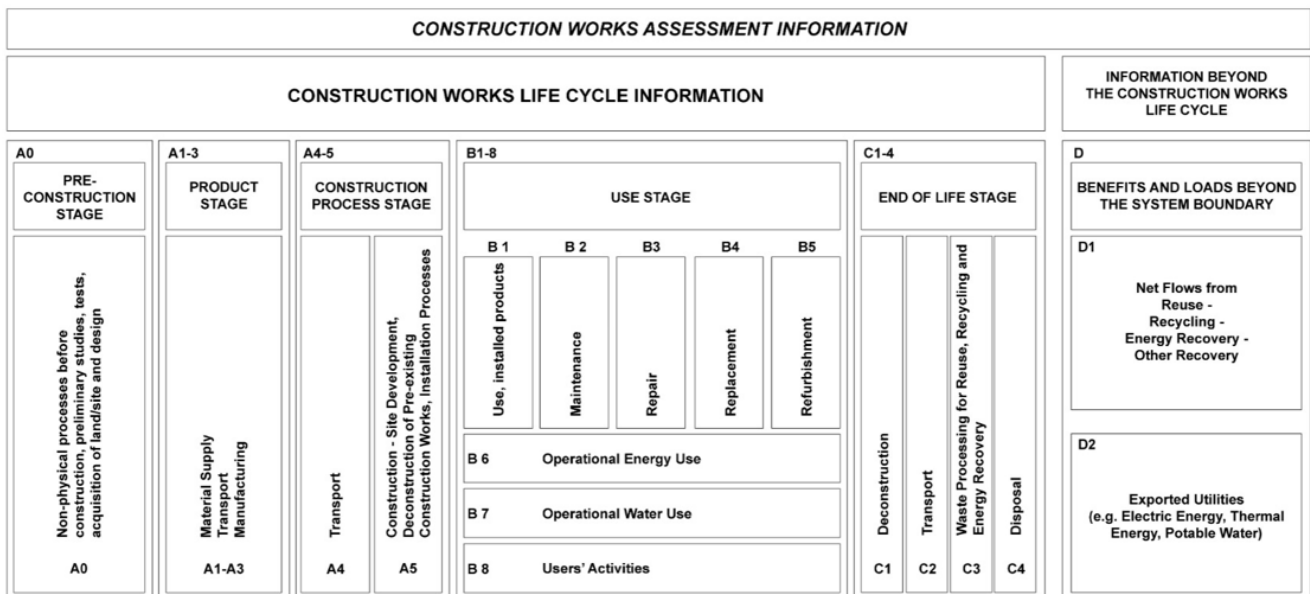 CONSTRUCTION WORKS ASSESSMENT INFORMATION
CONSTRUCTION WORKS LIFE CYCLE INFORMATION
INFORMATION BEYOND
THE CONSTRUCTION WORKS
LIFE CYCLE
A0
PRE-
CONSTRUCTION
STAGE
Non-physical processes before
construction, preliminary studies, tests,
acquisition of land/site and design
A0
A1-3
PRODUCT
STAGE
Material Supply
Transport
Manufacturing
A1-A3
A4-5
CONSTRUCTION
PROCESS STAGE
Transport
A4
Construction - Site Development,
Deconstruction of Pre-existing
Construction Works, Installation Processes
A5
B1-8
USE STAGE
B 1
Use, installed products
B 2
Maintenance
B3
Repair
B4
Replacement
B5
Refurbishment
B 6 Operational Energy Use
B 7 Operational Water Use
B 8 Users' Activities
C1-4
END OF LIFE STAGE
Deconstruction
C1
Transport
C2
Waste Processing for Reuse, Recycling and
Energy Recovery
C3
Disposal
C4
D
BENEFITS AND LOADS BEYOND
THE SYSTEM BOUNDARY
D1
Net Flows from
Reuse -
Recycling -
Energy Recovery -
Other Recovery
D2
Exported Utilities
(e.g. Electric Energy, Thermal
Energy, Potable Water)